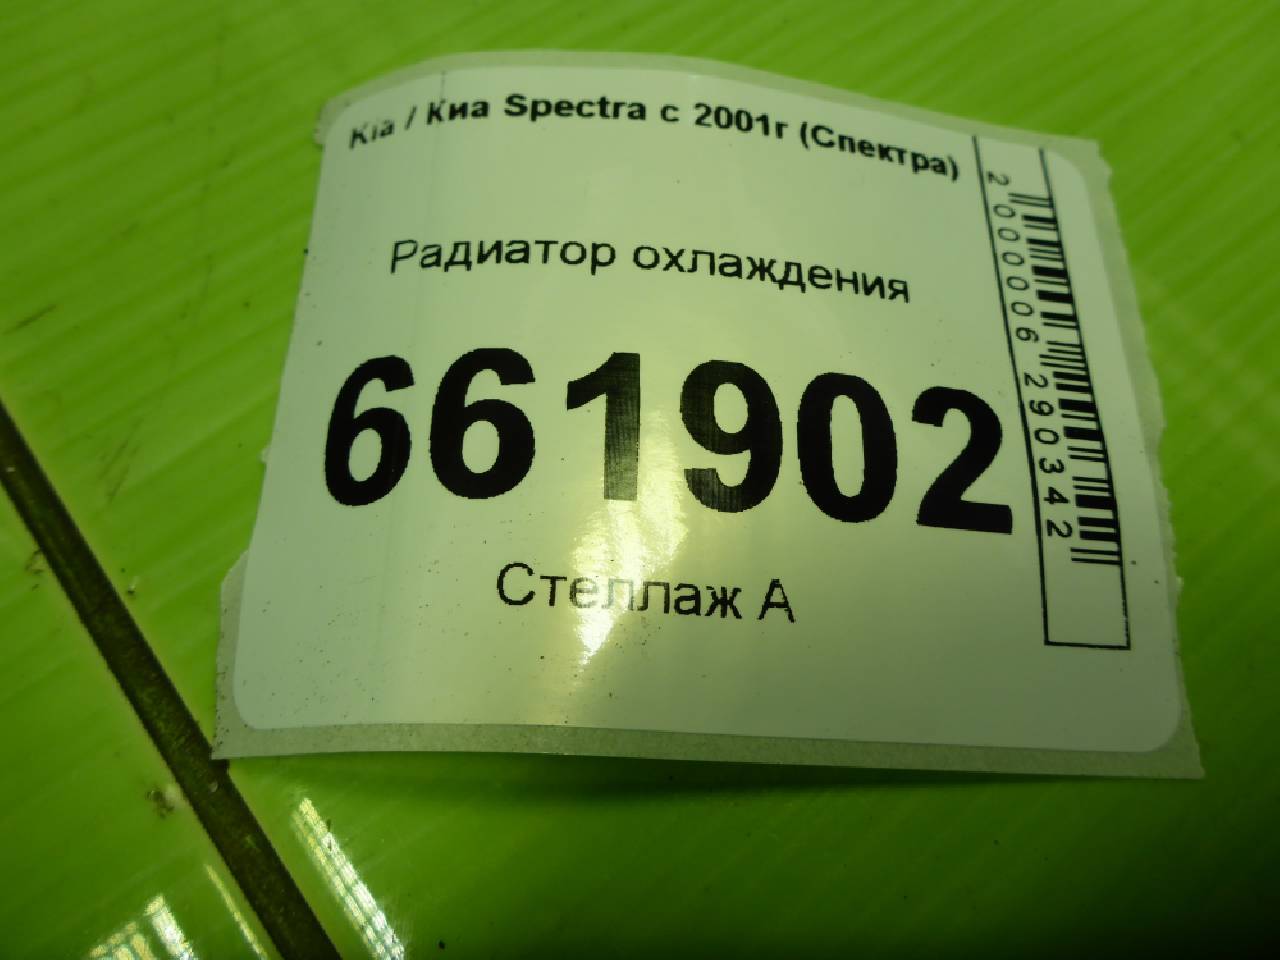 Kia / Киа Spectra с 2001г (Спектра)
Радиатор охлаждения
661902
Стеллаж А
2000006290342